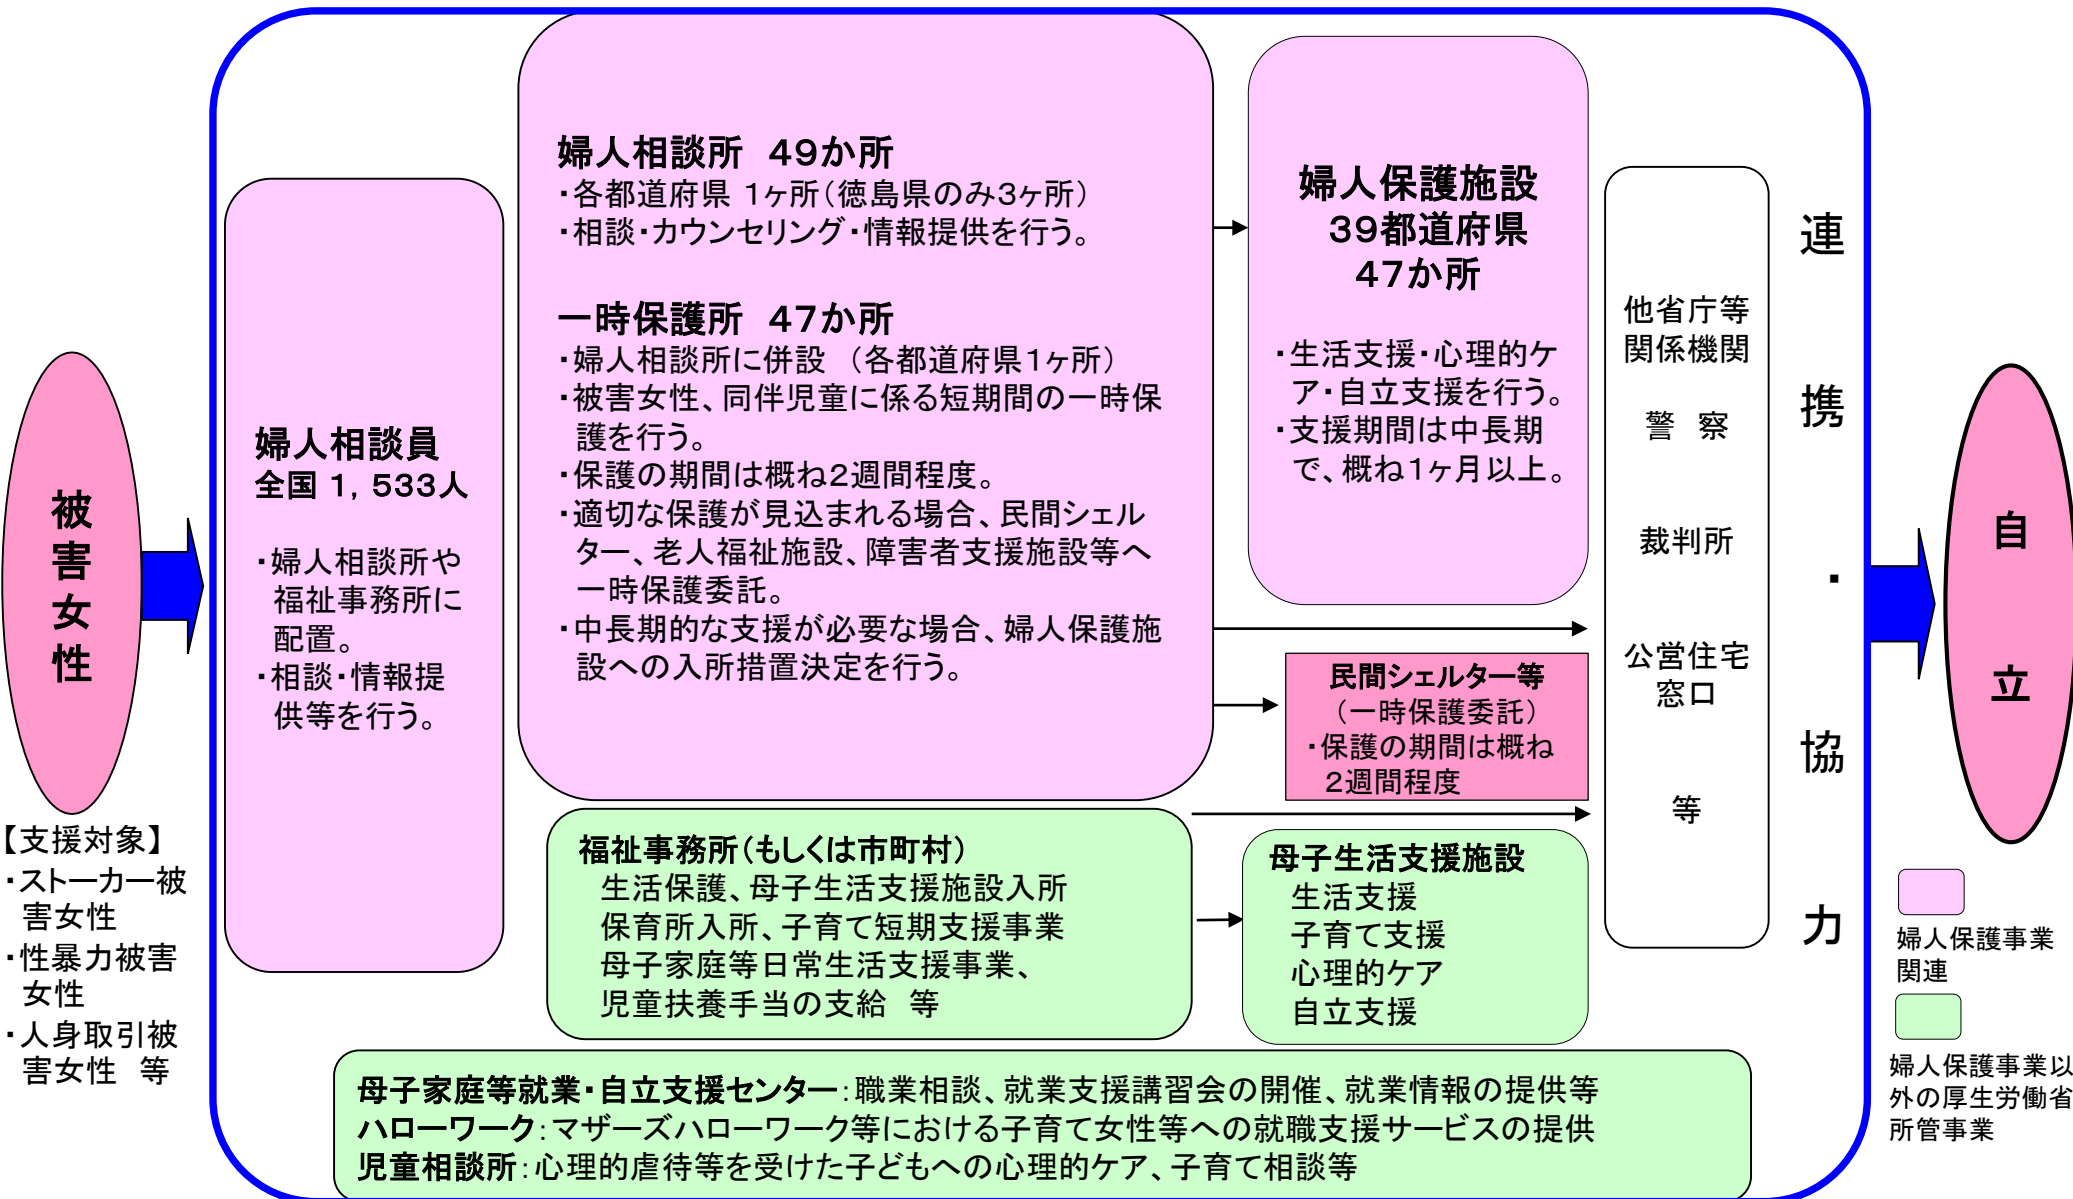 被害女性
【支援対象】
・ストーカー被
害女性
・性暴力被害
女性
・人身取引被
害女性　等
婦人相談員
全国 １，５３３人
・婦人相談所や
福祉事務所に
配置。
・相談・情報提
供等を行う。
婦人相談所　４９か所
・各都道府県 １ヶ所（徳島県のみ３ヶ所）
・相談・カウンセリング・情報提供を行う。
一時保護所　４７か所
・婦人相談所に併設 （各都道府県１ヶ所）
・被害女性、同伴児童に係る短期間の一時保
護を行う。
・保護の期間は概ね２週間程度。
・適切な保護が見込まれる場合、民間シェル
ター、老人福祉施設、障害者支援施設等へ
一時保護委託。
・中長期的な支援が必要な場合、婦人保護施
設への入所措置決定を行う。
婦人保護施設
３９都道府県
４７か所
・生活支援・心理的ケ
ア・自立支援を行う。
・支援期間は中長期
で、概ね１ヶ月以上。
民間シェルター等
（一時保護委託）
・保護の期間は概ね
２週間程度
福祉事務所（もしくは市町村）
生活保護、母子生活支援施設入所
保育所入所、子育て短期支援事業
母子家庭等日常生活支援事業、
児童扶養手当の支給　等
母子生活支援施設
生活支援
子育て支援
心理的ケア
自立支援
他省庁等
関係機関
警　察
裁判所
公営住宅
窓口
等
連携・協力
母子家庭等就業・自立支援センター：職業相談、就業支援講習会の開催、就業情報の提供等
ハローワーク：マザーズハローワーク等における子育て女性等への就職支援サービスの提供
児童相談所：心理的虐待等を受けた子どもへの心理的ケア、子育て相談等
自立
婦人保護事業
関連
婦人保護事業以
外の厚生労働省
所管事業